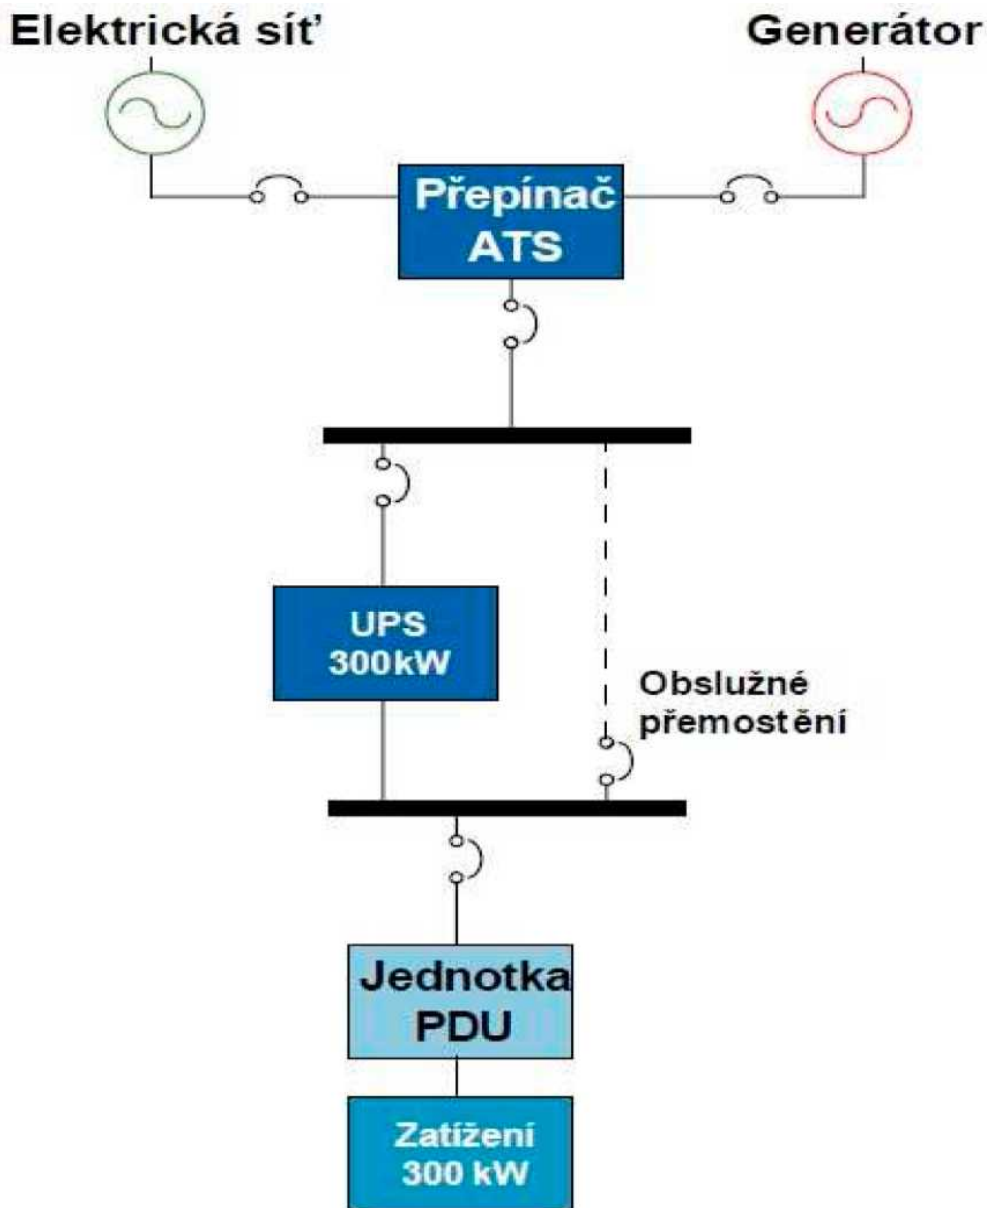 Elektrická síť
Generátor
Přepínač
ATS
UPS
300kW
Obslužné
přemostění
Jednotka
PDU
Zatížení
300 kW